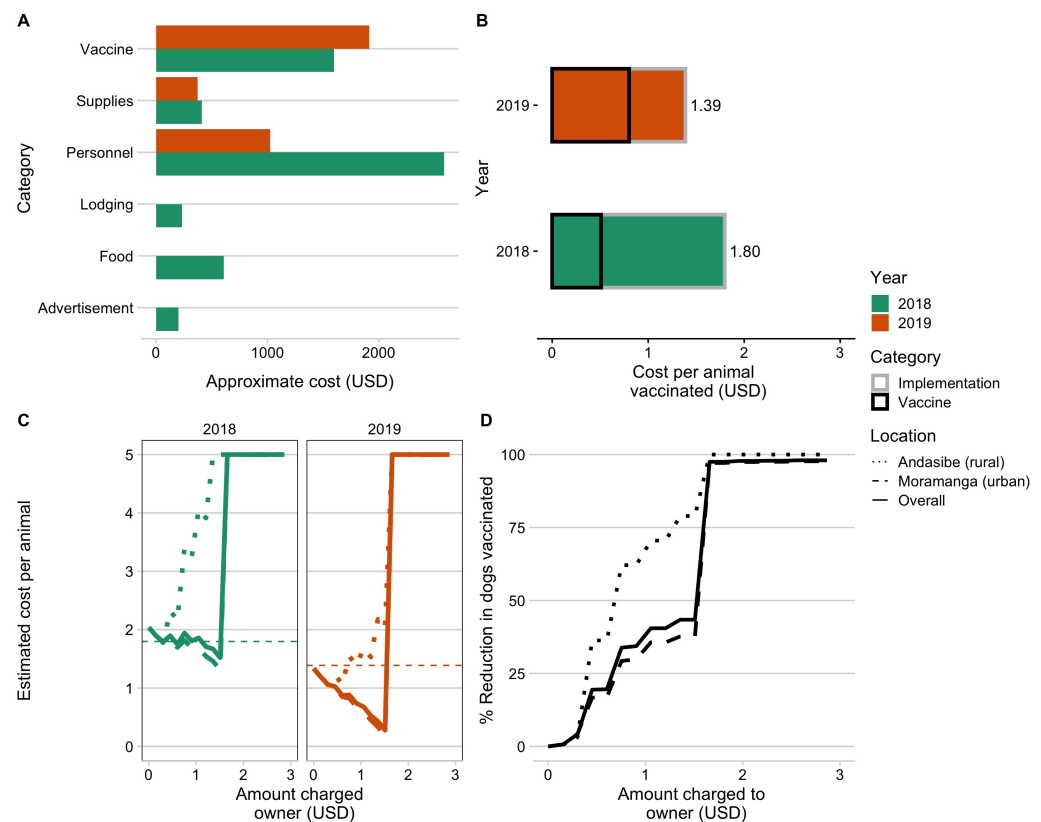 A
Category
Vaccine
Supplies
Personnel
Lodging
Food
Advertisement
0 1000 2000
Approximate cost (USD)
B
Year
2019
1.39
2018
1.80
0 1 2 3
Cost per animal
vaccinated (USD)
Year
2018
2019
Category
Implementation
Vaccine
Location
Andasibe (rural)
Moramanga (urban)
Overall
C
2018 2019
Estimated cost per animal
5
4
3
2
1
0
0 1 2 3 0 1 2 3
Amount charged
owner (USD)
D
% Reduction in dogs vaccinated
100
75
50
25
0
0 1 2 3
Amount charged to
owner (USD)